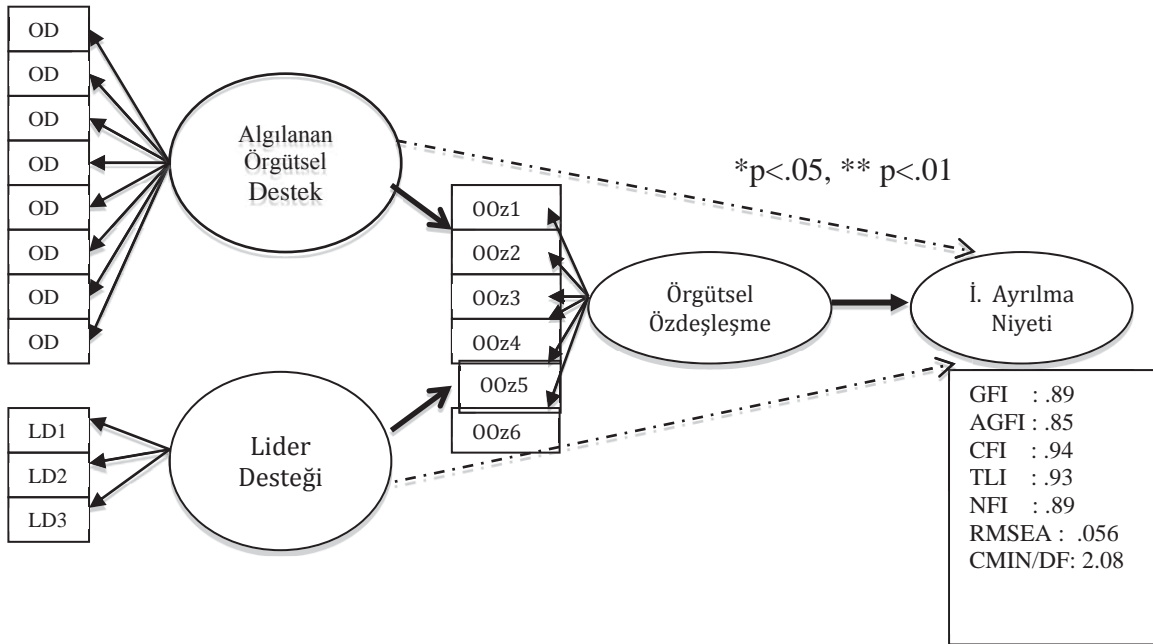 OD
OD
OD
OD
OD
OD
OD
OD
Algılanan
Örgütsel
Destek
*p<.05, ** p<.01
OOz1
OOz2
OOz3
OOz4
OOz5
OOz6
Örgütsel
Özdeşleşme
İ. Ayrılma
Niyeti
LD1
LD2
LD3
Lider
Desteği
GFI : .89
AGFI : .85
CFI : .94
TLI : .93
NFI : .89
RMSEA : .056
CMIN/DF: 2.08